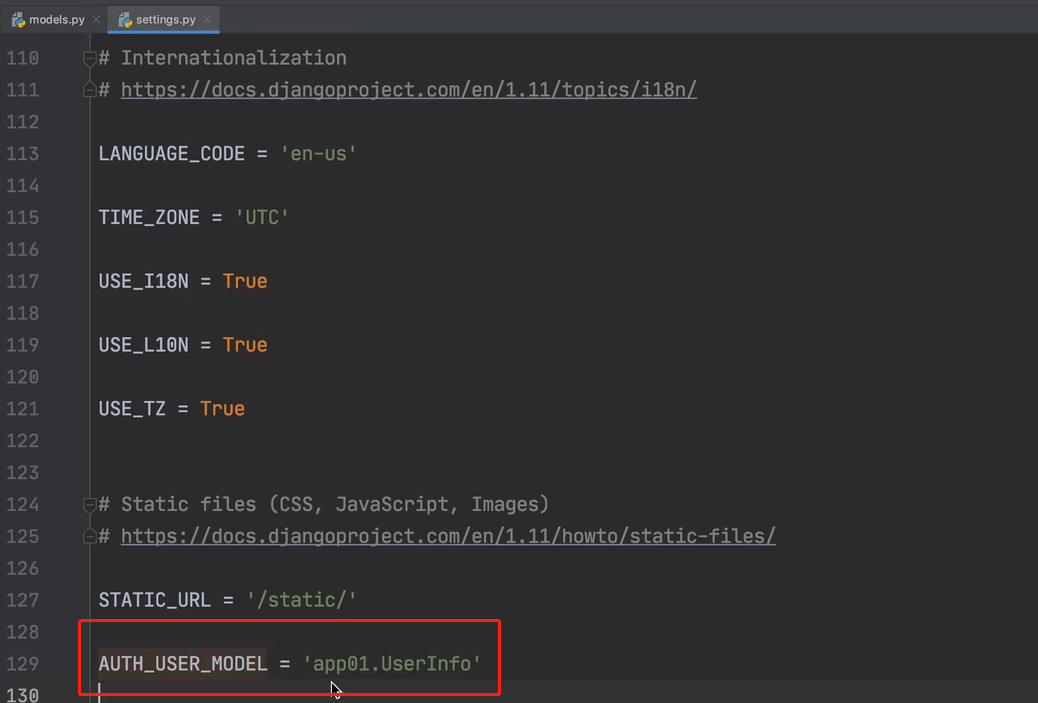 models.py settings.py
110 # Internationalization
111 # https://docs.djangoproject.com/en/1.11/topics/i18n/
112
113 LANGUAGE_CODE = 'en-us'
114
115 TIME_ZONE = 'UTC'
116
117 USE_I18N = True
118
119 USE_L10N = True
120
121 USE_TZ = True
122
123
124 # Static files (CSS, JavaScript, Images)
125 # https://docs.djangoproject.com/en/1.11/howto/static-files/
126
127 STATIC_URL = '/static/'
128
129 AUTH_USER_MODEL = 'app01.UserInfo'
130